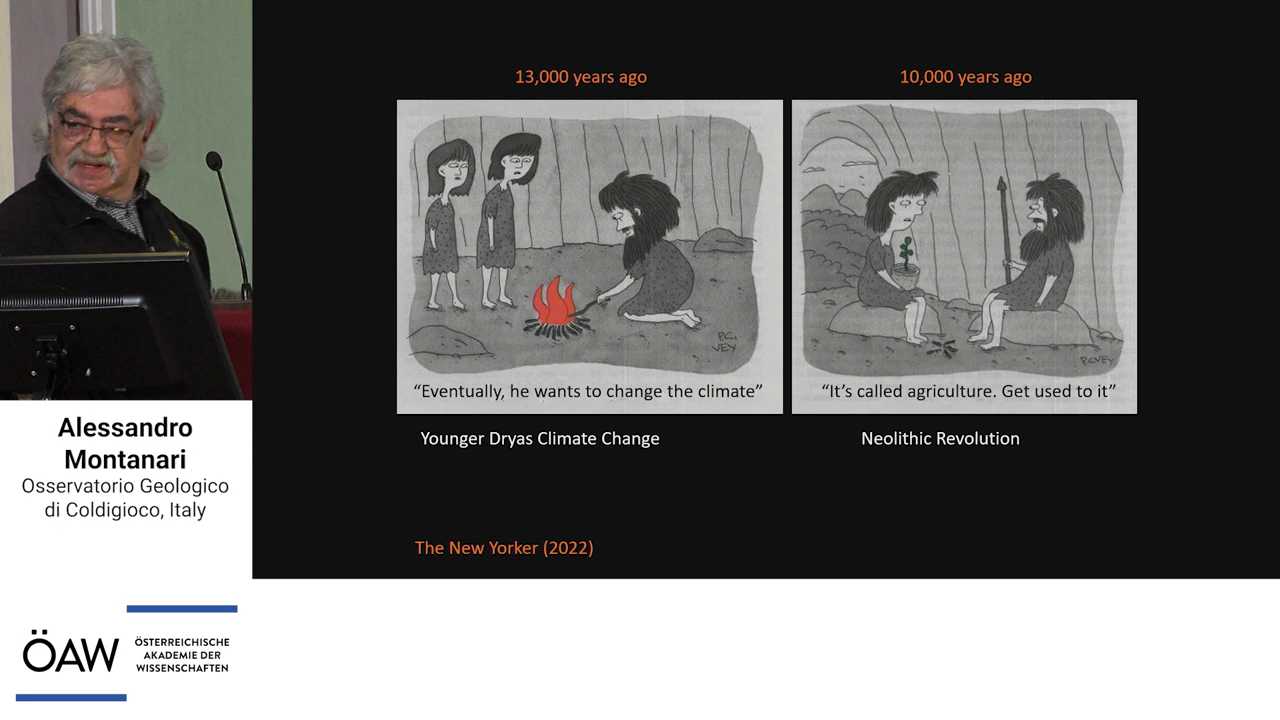 13,000 years ago
10,000 years ago
P.C.
VEY
P.C.VEY
“Eventually, he wants to change the climate”
“It’s called agriculture. Get used to it”
Younger Dryas Climate Change
Neolithic Revolution
The New Yorker (2022)
Alessandro
Montanari
Osservatorio Geologico
di Coldigioco, Italy
ÖAW
ÖSTERREICHISCHE
AKADEMIE DER
WISSENSCHAFTEN